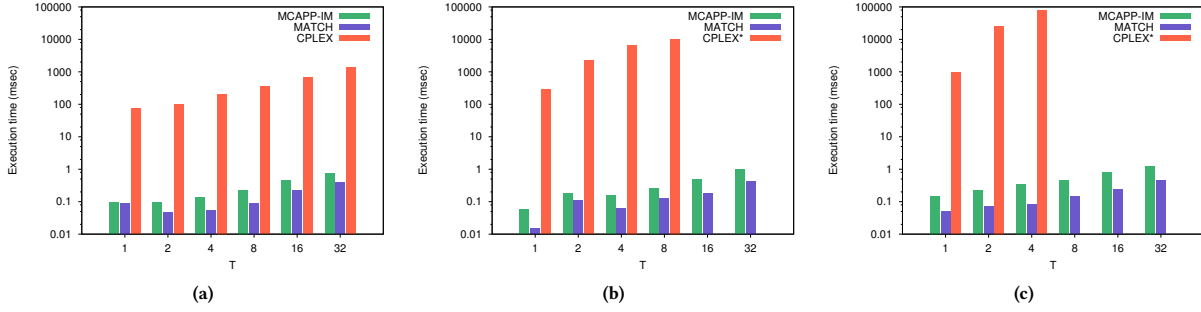 100000
10000
1000
100
10
1
0.1
0.01
Execution time (msec)
MCAPP-IM
MATCH
CPLEX
1 2 4 8 16 32
T
(a)
100000
10000
1000
100
10
1
0.1
0.01
Execution time (msec)
MCAPP-IM
MATCH
CPLEX*
1 2 4 8 16 32
T
(b)
100000
10000
1000
100
10
1
0.1
0.01
Execution time (msec)
MCAPP-IM
MATCH
CPLEX*
1 2 4 8 16 32
T
(c)